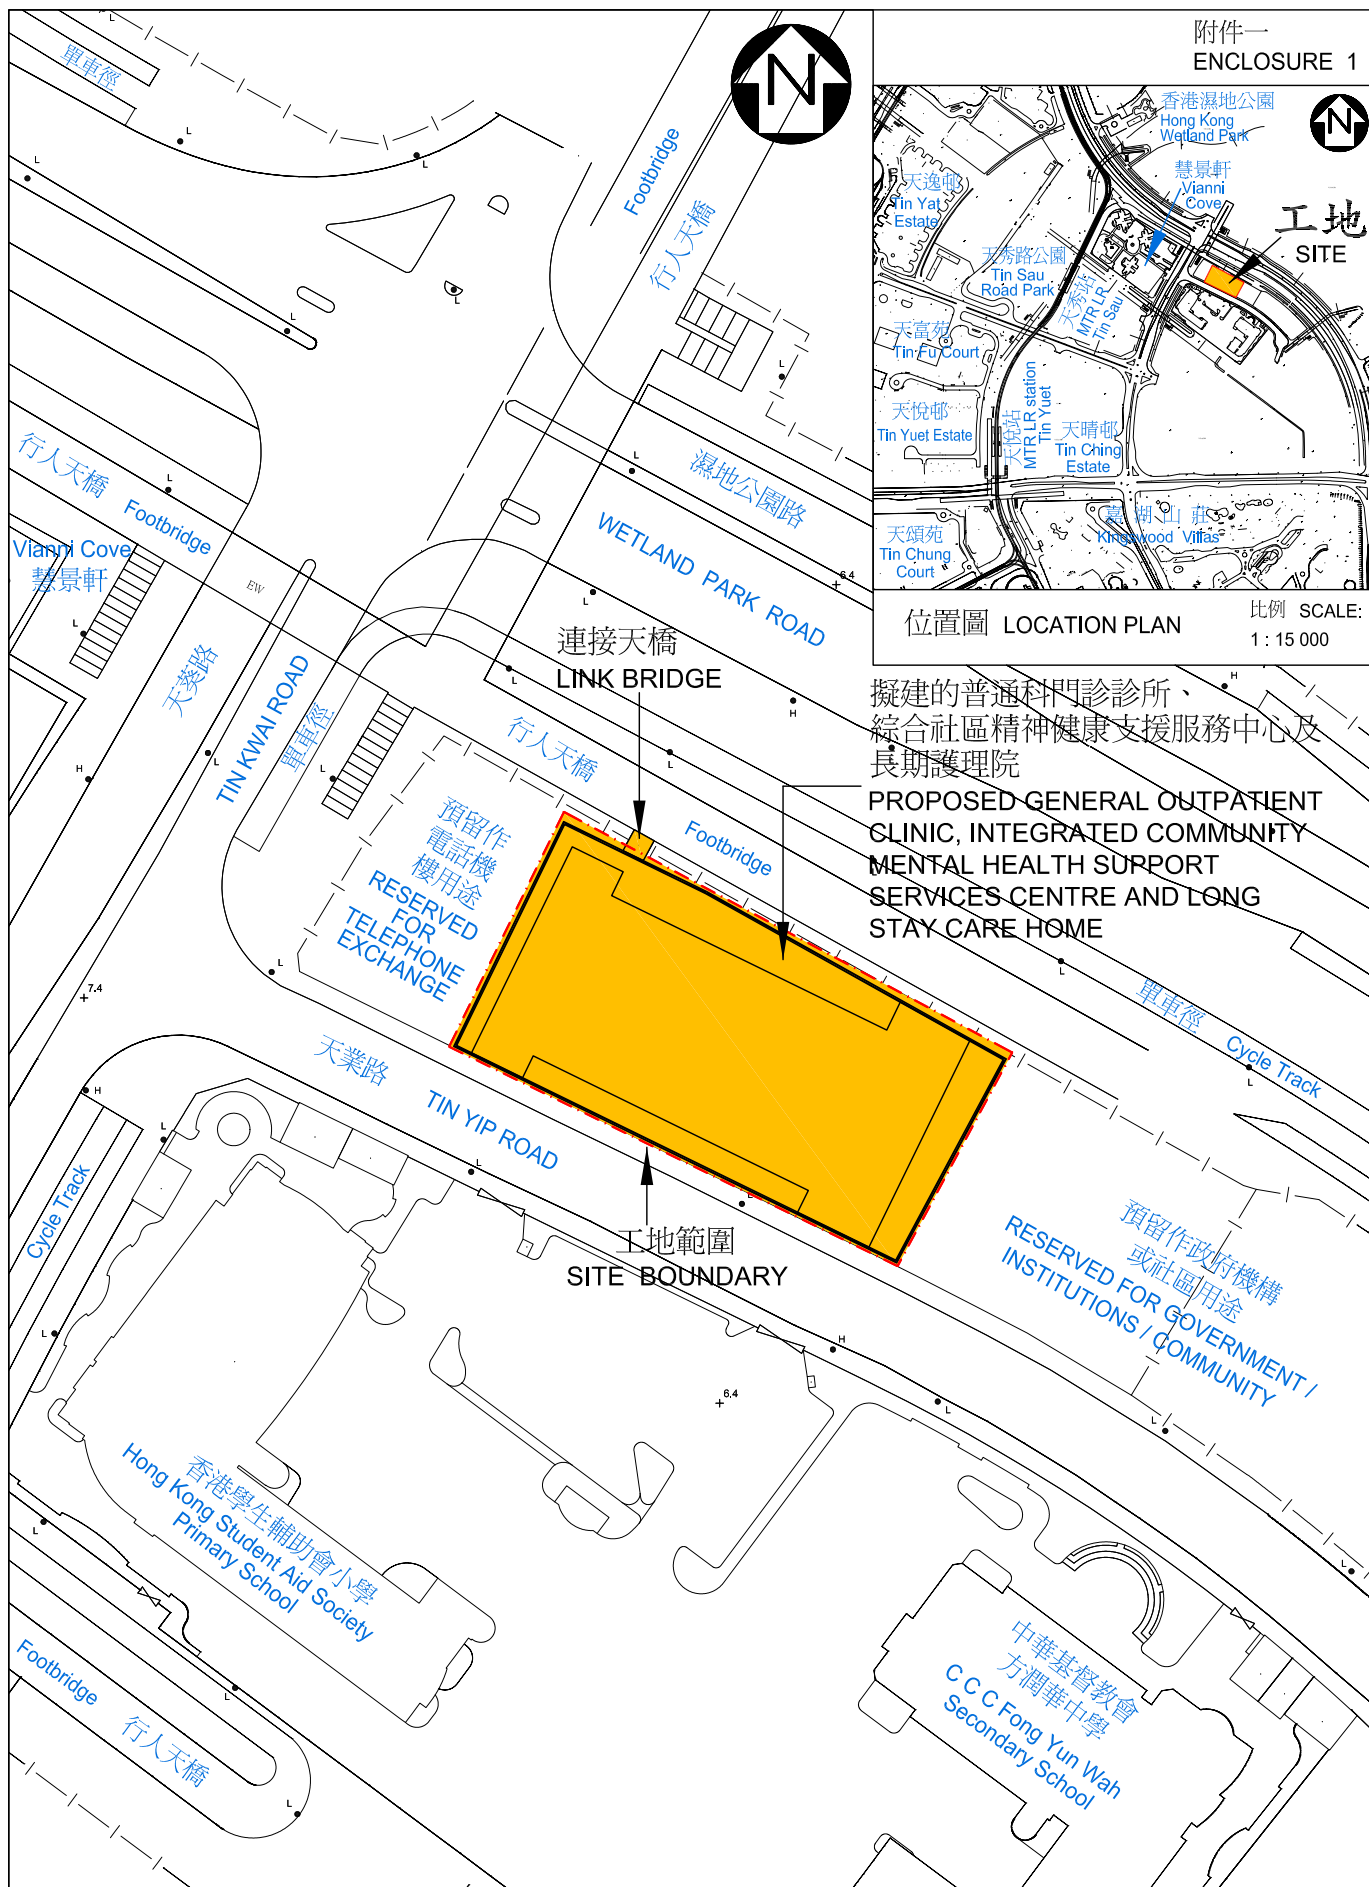 附件一
ENCLOSURE 1
N
香港濕地公園
Hong Kong
Wetland Park
N
慧景軒
Vianni
Cove
工地
SITE
天逸邨
Tin Yat
Estate
天秀路公園
Tin Sau
Road Park
天秀站
MTR LR
Tin Sau
天富苑
Tin Fu Court
天悅邨
Tin Yuet Estate
天悅站
MTR LR station
Tin Yuet
天晴邨
Tin Ching
Estate
天頌苑
Tin Chung
Court
嘉湖山莊
Kingswood Villas
位置圖 LOCATION PLAN
比例 SCALE:
1 : 15 000
單車徑
Footbridge
行人天橋
行人天橋 Footbridge
Vianni Cove
慧景軒
EW
濕地公園路
WETLAND PARK ROAD
6.4
天葵路
TIN KWAI ROAD
單車徑
連接天橋
LINK BRIDGE
行人天橋
Footbridge
擬建的普通科門診診所、
綜合社區精神健康支援服務中心及
長期護理院
PROPOSED GENERAL OUTPATIENT
CLINIC, INTEGRATED COMMUNITY
MENTAL HEALTH SUPPORT
SERVICES CENTRE AND LONG
STAY CARE HOME
預留作
電話機
樓用途
RESERVED
FOR
TELEPHONE
EXCHANGE
7.4
單車徑
Cycle Track
天業路
TIN YIP ROAD
工地範圍
SITE BOUNDARY
Cycle Track
預留作政府機構
或社區用途
RESERVED FOR GOVERNMENT /
INSTITUTIONS / COMMUNITY
6.4
香港學生輔助會小學
Hong Kong Student Aid Society
Primary School
中華基督教會
方潤華中學
C C C Fong Yun Wah
Secondary School
Footbridge
行人天橋